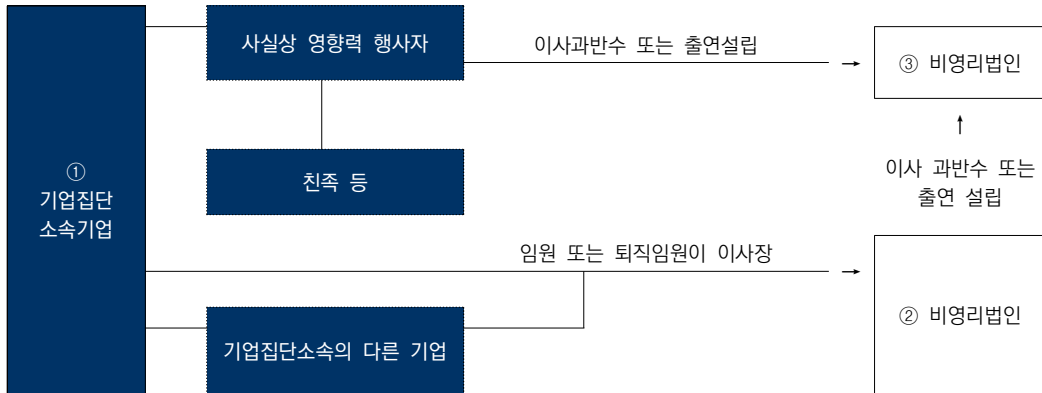 ①
기업집단
소속기업
사실상 영향력 행사자
친족 등
기업집단소속의 다른 기업
이사과반수 또는 출연설립
임원 또는 퇴직임원이 이사장
→
③ 비영리법인
↑
이사 과반수 또는
출연 설립
→
② 비영리법인